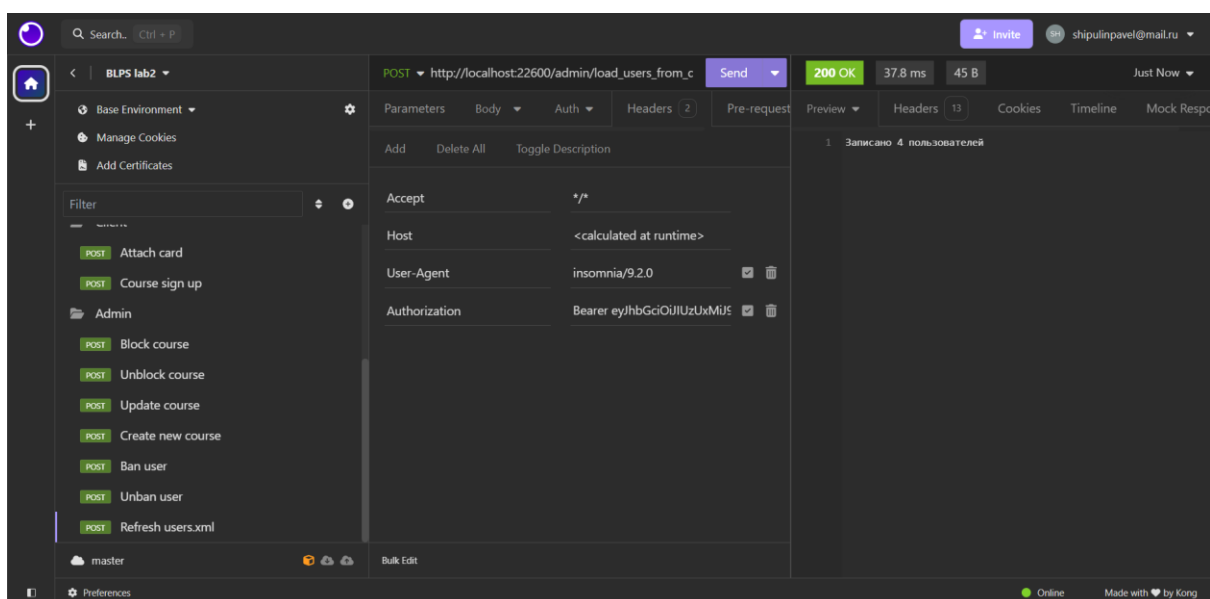 Search.. Ctrl + P
Invite
SH shipulinpavel@mail.ru
BLPS lab2
POST http://localhost:22600/admin/load_users_from_c Send
200 OK 37.8 ms 45 B Just Now
Base Environment
Parameters Body Auth Headers 2 Pre-request
Preview Headers 13 Cookies Timeline Mock Respo
Manage Cookies
Add Certificates
Add Delete All Toggle Description
1 Записано 4 пользователей
Filter
Accept */*
Client
Host <calculated at runtime>
POST Attach card
User-Agent insomnia/9.2.0
POST Course sign up
Authorization Bearer eyJhbGciOiJIUzUxMiJ9
Admin
POST Block course
POST Unblock course
POST Update course
POST Create new course
POST Ban user
POST Unban user
POST Refresh users.xml
master
Bulk Edit
Preferences
Online Made with ♥ by Kong